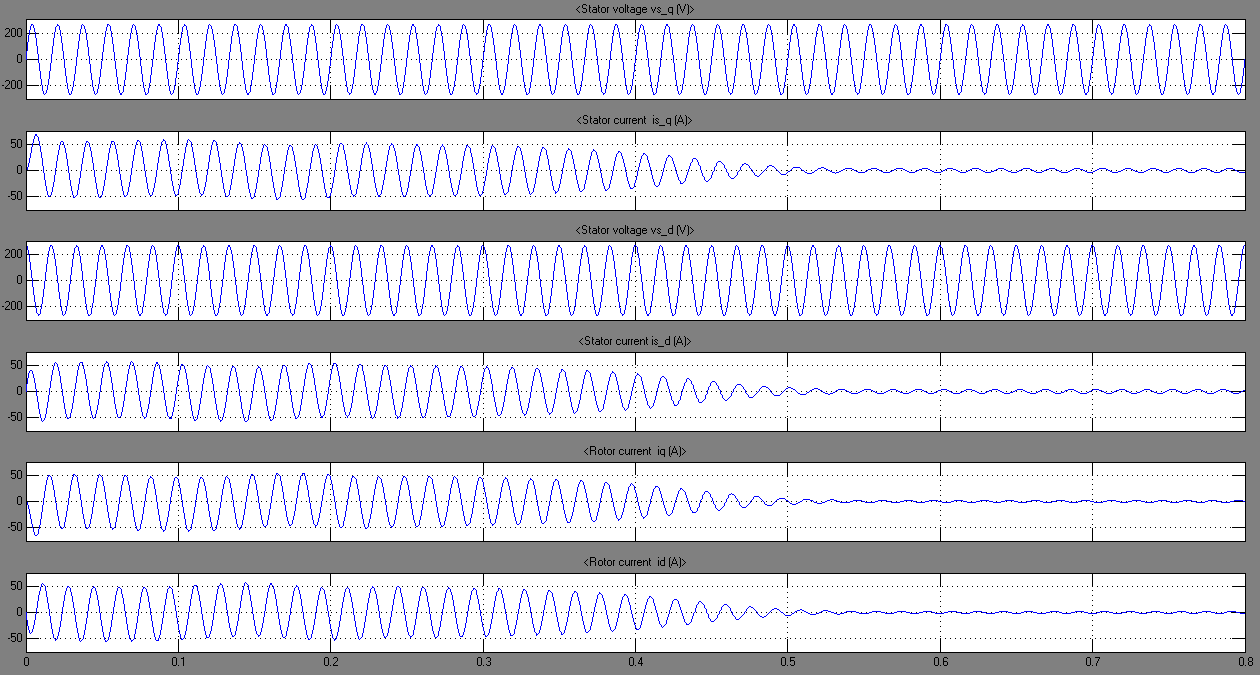 <Stator voltage vs_q (V)>
200
0
-200
<Stator current  is_q (A)>
50
0
-50
<Stator voltage vs_d (V)>
200
0
-200
<Stator current is_d (A)>
50
0
-50
<Rotor current  iq (A)>
50
0
-50
<Rotor current  id (A)>
50
0
-50
0 0.1 0.2 0.3 0.4 0.5 0.6 0.7 0.8